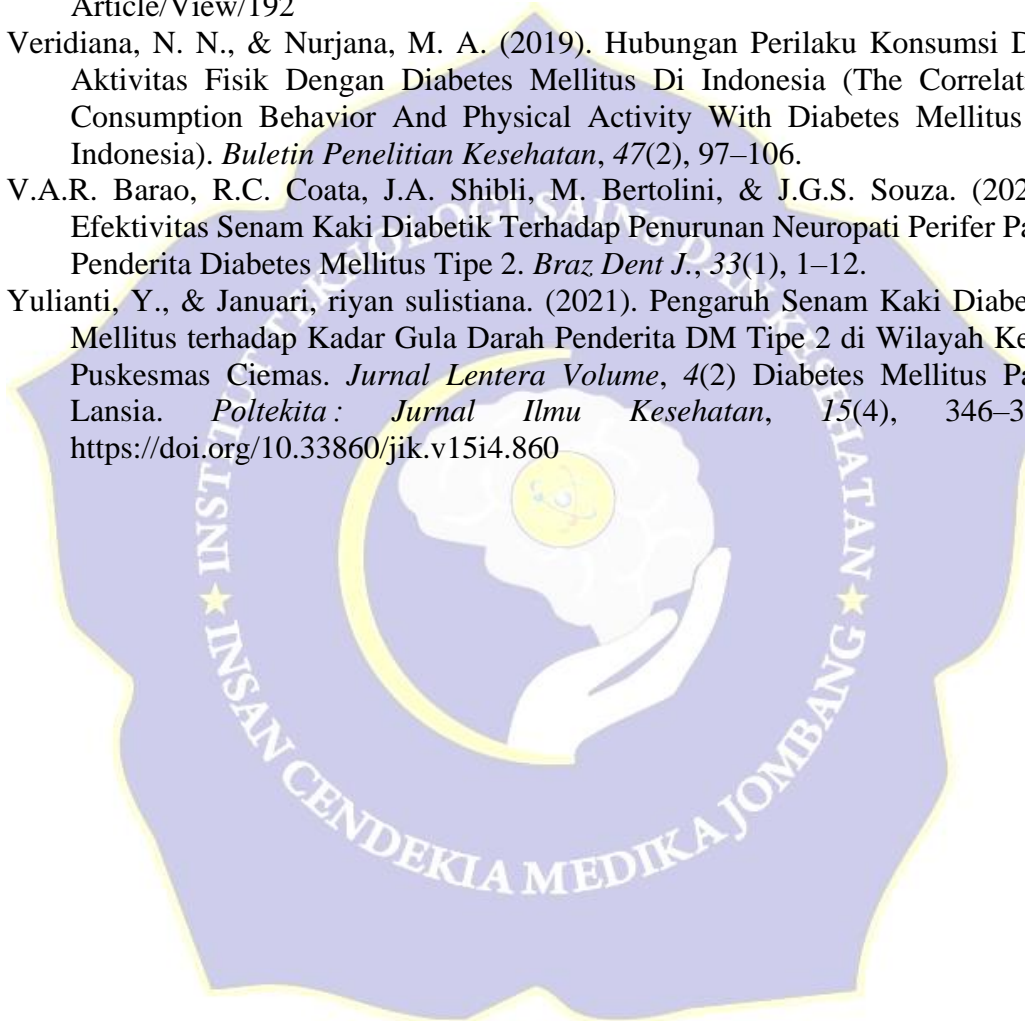 Article/View/192
Veridiana, N. N., & Nurjana, M. A. (2019). Hubungan Perilaku Konsumsi D
Aktivitas Fisik Dengan Diabetes Mellitus Di Indonesia (The Correlat
Consumption Behavior And Physical Activity With Diabetes Mellitus
Indonesia). Buletin Penelitian Kesehatan, 47(2), 97–106.
V.A.R. Barao, R.C. Coata, J.A. Shibli, M. Bertolini, & J.G.S. Souza. (202
Efektivitas Senam Kaki Diabetik Terhadap Penurunan Neuropati Perifer Pa
Penderita Diabetes Mellitus Tipe 2. Braz Dent J., 33(1), 1–12.
Yulianti, Y., & Januari, riyan sulistiana. (2021). Pengaruh Senam Kaki Diabe
Mellitus terhadap Kadar Gula Darah Penderita DM Tipe 2 di Wilayah Ke
Puskesmas Ciemas. Jurnal Lentera Volume, 4(2) Diabetes Mellitus Pa
Lansia. Poltekita : Jurnal Ilmu Kesehatan, 15(4), 346–3
https://doi.org/10.33860/jik.v15i4.860
INSTITUT TEKNOLOGI SAINS DAN KESEHATAN
INSAN CENDEKIA MEDIKA JOMBANG